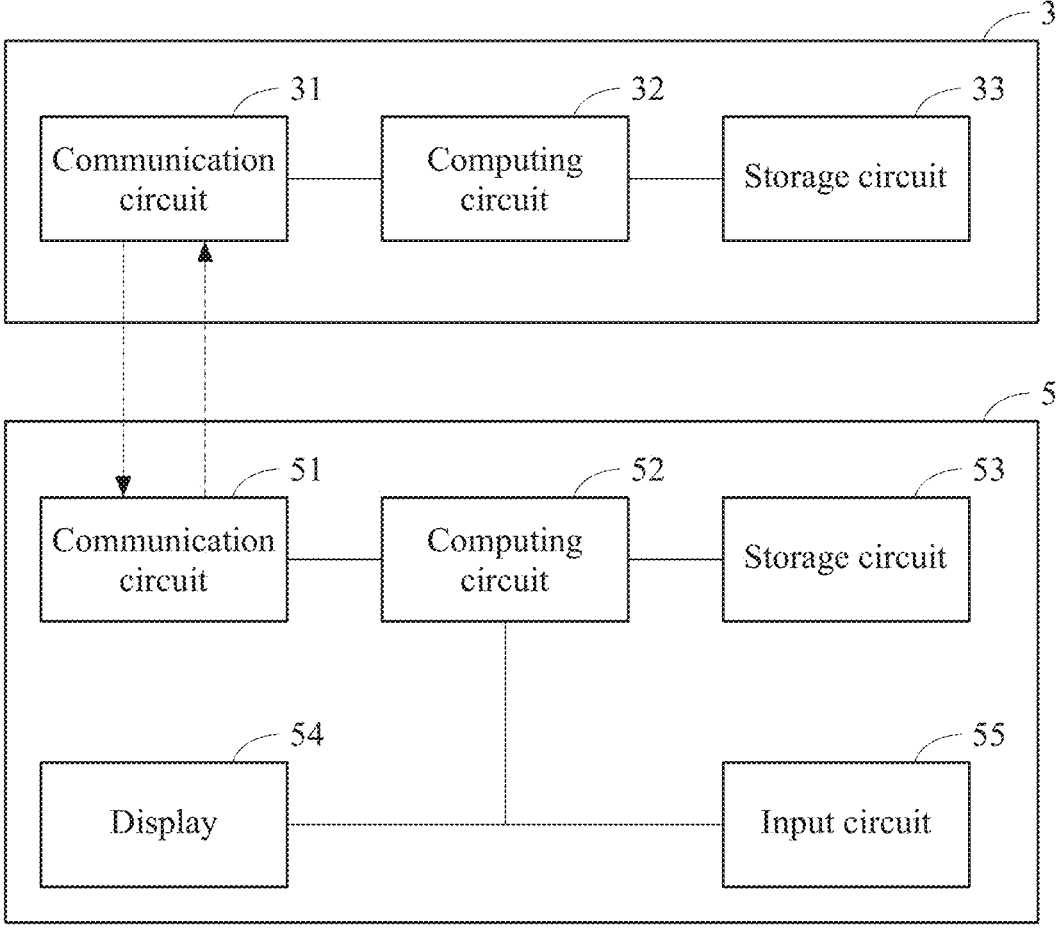 3
31
32
33
Communication
circuit
Computing
circuit
Storage circuit
5
51
52
53
Communication
circuit
Computing
circuit
Storage circuit
54
55
Display
Input circuit